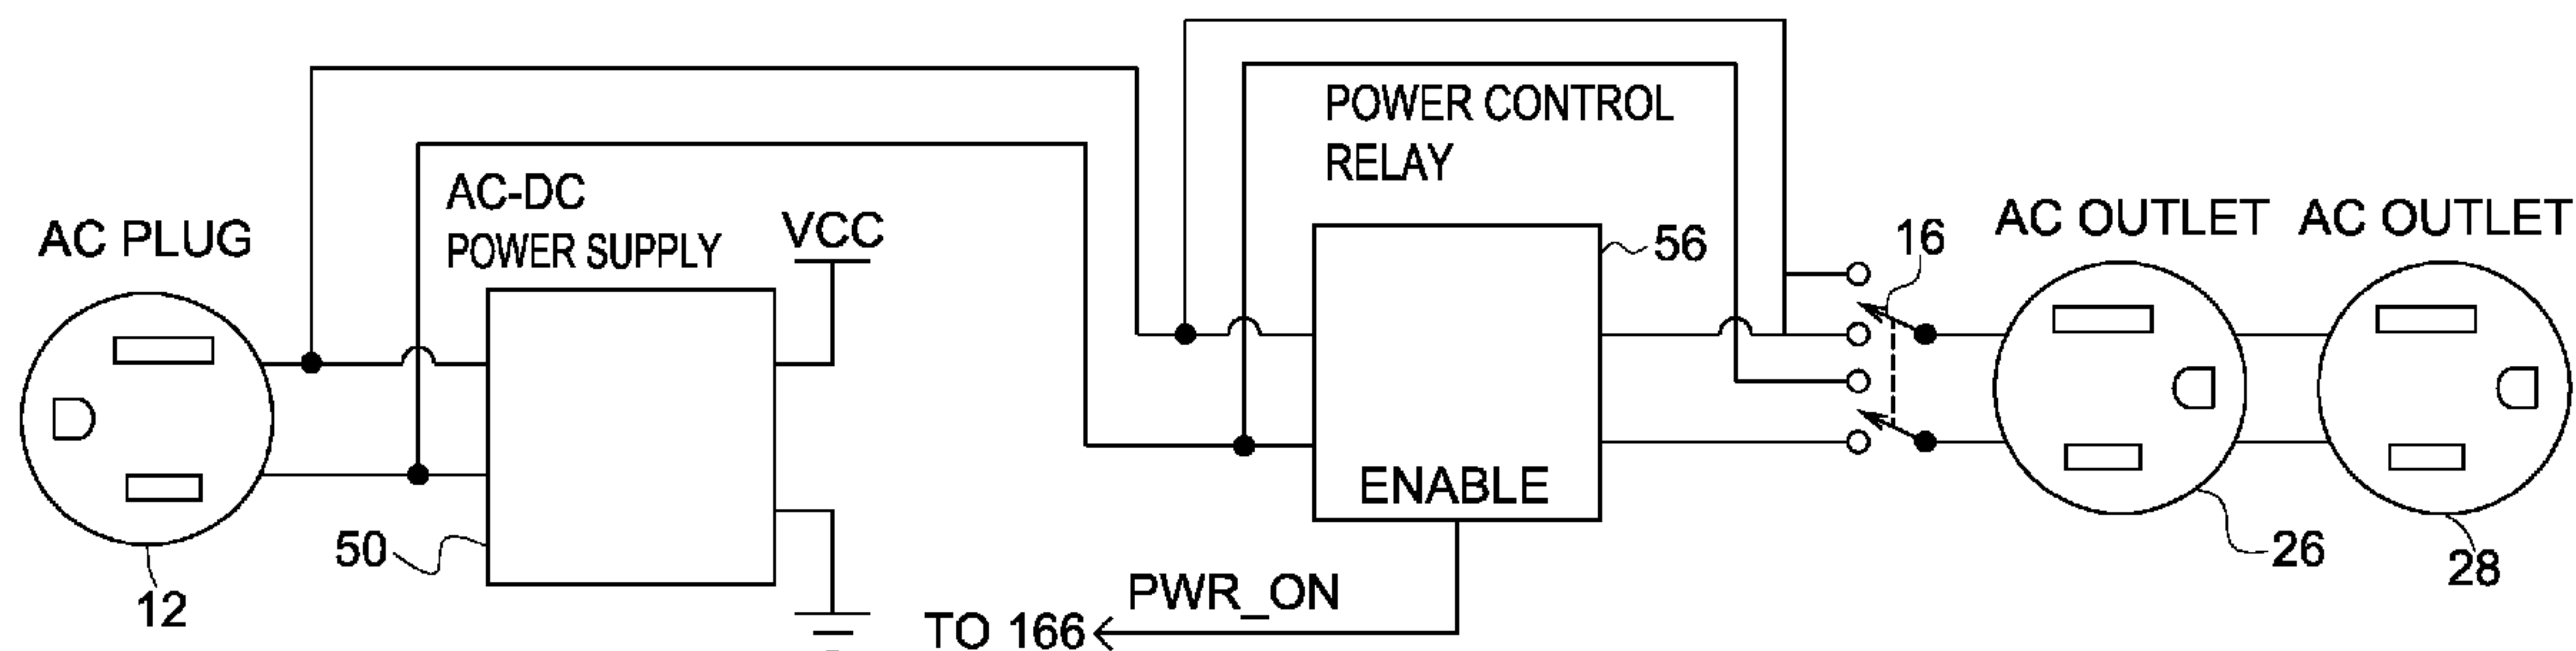 AC PLUG
AC-DC
POWER SUPPLY
VCC
POWER CONTROL
RELAY
56
16
AC OUTLET
AC OUTLET
ENABLE
50
12
PWR_ON
TO 166
26
28